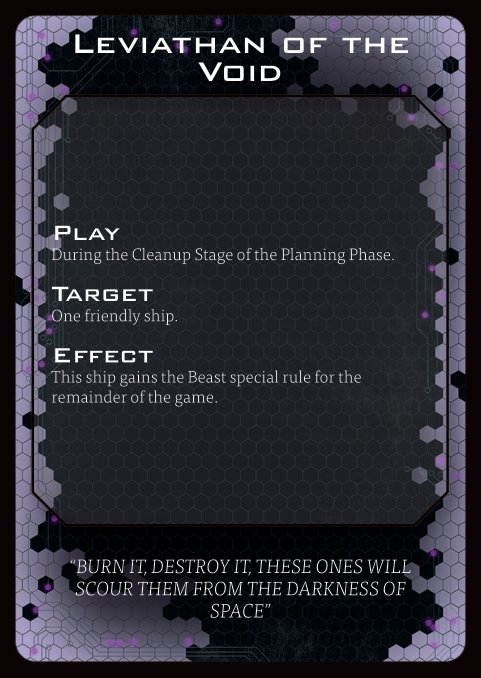 Leviathan of the
Void
Play
During the Cleanup Stage of the Planning Phase.
Target
One friendly ship.
Effect
This ship gains the Beast special rule for the
remainder of the game.
“BURN IT, DESTROY IT, THESE ONES WILL
SCOUR THEM FROM THE DARKNESS OF
SPACE”